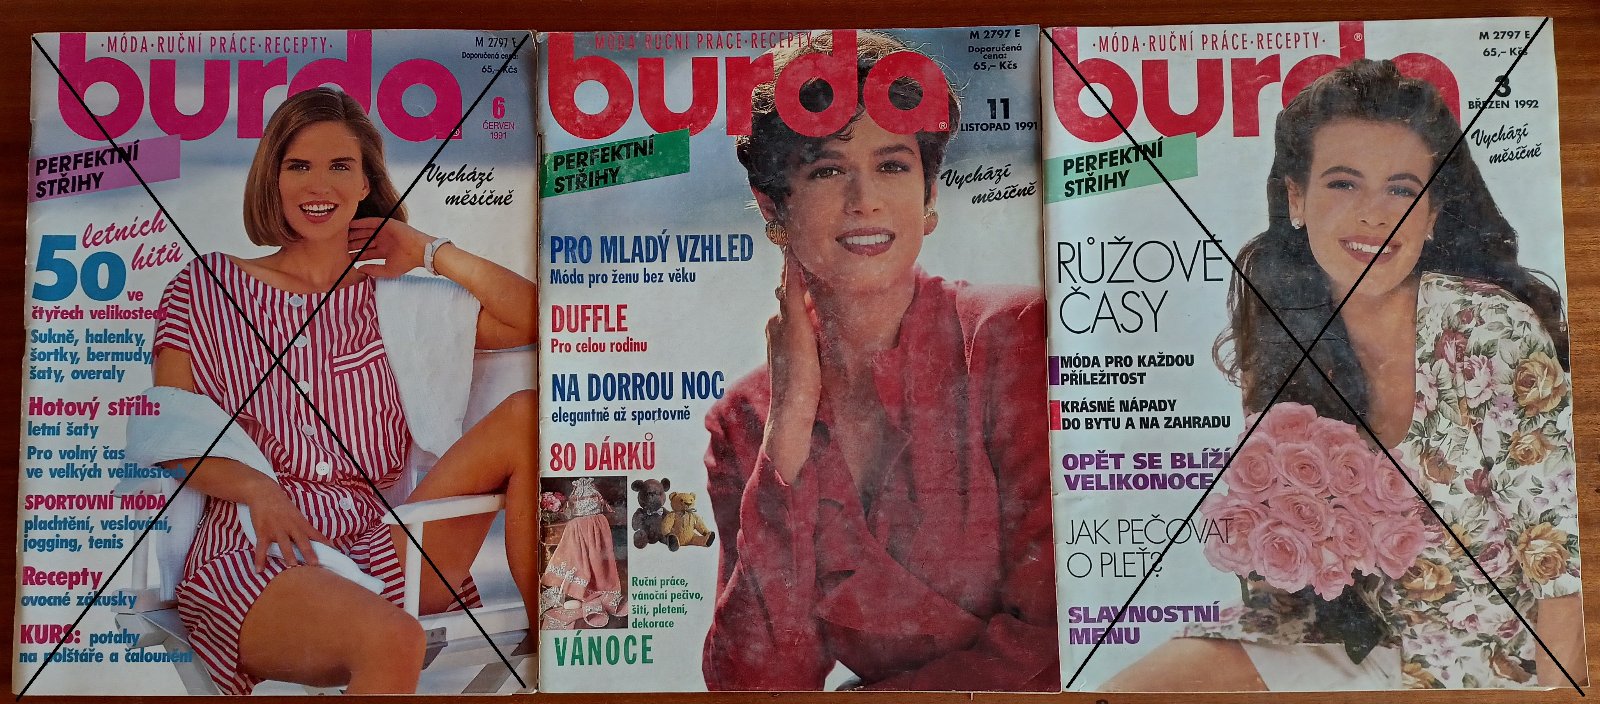 ·MÓDA·RUČNÍ PRÁCE·RECEPTY·
burda
M 2797 E
Doporučená cena:
65,– Kčs
6
ČERVEN
1991
PERFEKTNÍ
STŘIHY
Vychází
měsíčně
50 letních
hitů
ve
čtyřech velikostech
Sukně, halenky,
šortky, bermudy,
šaty, overaly
Hotový střih:
letní šaty
Pro volný čas
ve velkých velikostech
SPORTOVNÍ MÓDA
plachtění, veslování,
jogging, tenis
Recepty
ovocné zákusky
KURS: potahy
na polštáře a čalounění
MÓDA·RUČNÍ PRÁCE·RECEPTY
burda
M 2797 E
Doporučená
cena:
65,– Kčs
11
LISTOPAD 1991
PERFEKTNÍ
STŘIHY
Vychází
měsíčně
PRO MLADÝ VZHLED
Móda pro ženu bez věku
DUFFLE
Pro celou rodinu
NA DORROU NOC
elegantně až sportovně
80 DÁRKŮ
Ruční práce,
vánoční pečivo,
šití, pletení,
dekorace
VÁNOCE
·MÓDA·RUČNÍ PRÁCE·RECEPTY·
burda
M 2797 E
65,– Kčs
3
BŘEZEN 1992
PERFEKTNÍ
STŘIHY
Vychází
měsíčně
RŮŽOVÉ
ČASY
MÓDA PRO KAŽDOU
PŘÍLEŽITOST
KRÁSNÉ NÁPADY
DO BYTU A NA ZAHRADU
OPĚT SE BLÍŽÍ
VELIKONOCE
JAK PEČOVAT
O PLEŤ?
SLAVNOSTNÍ
MENU